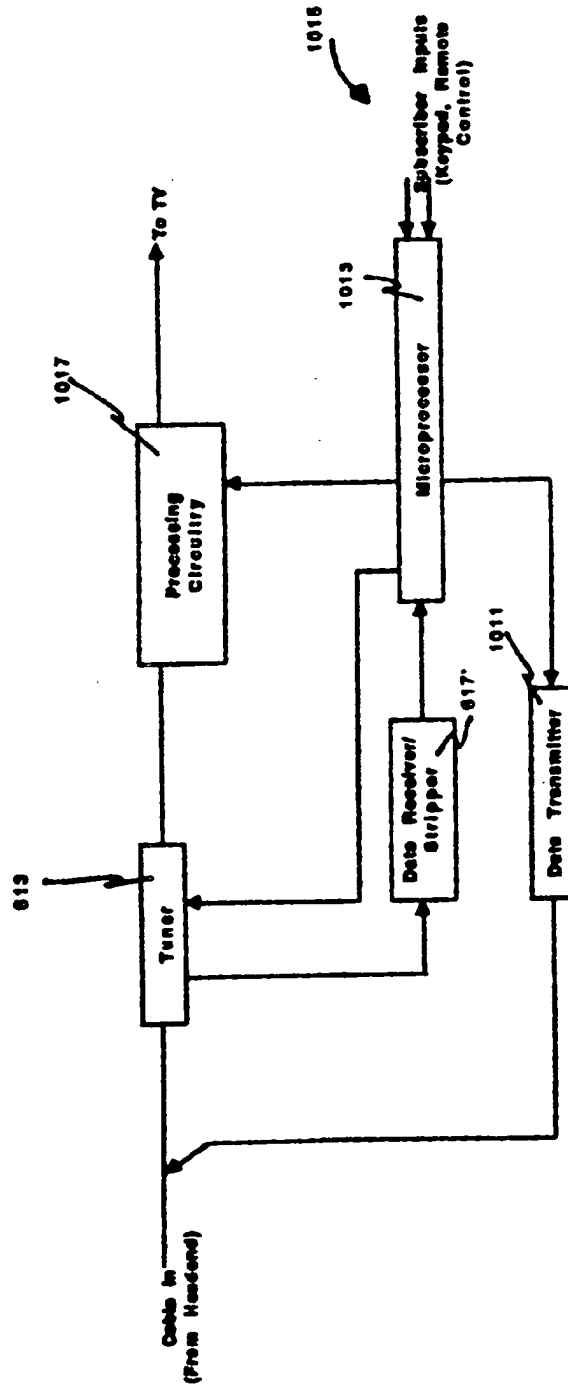 Cable in
(From Headend)
613
Tuner
1017
Processing
Circuitry
To TV
Data Receiver/
Stripper
617'
1013
Microprocessor
1015
Subscriber Inputs
(Keypad, Remote
Control)
Data Transmitter
1011